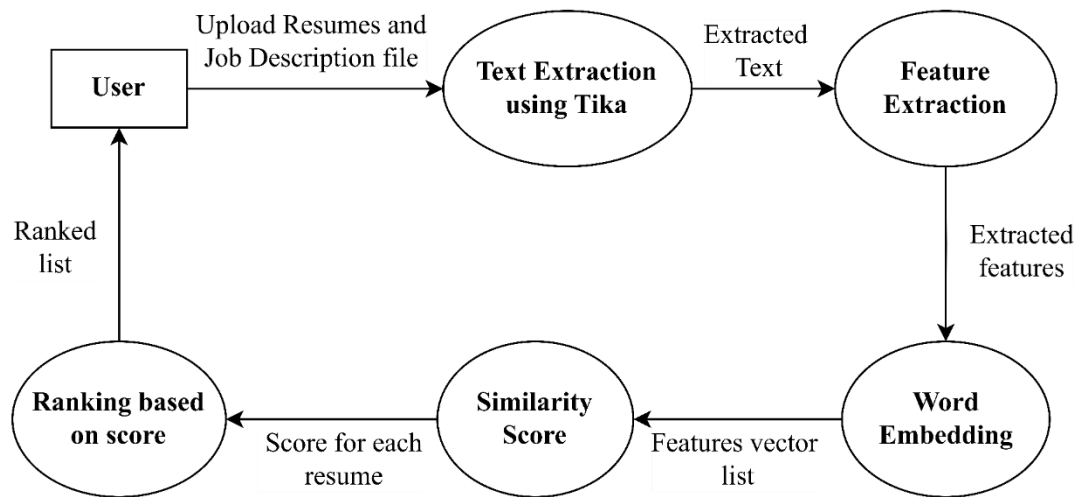 User
Upload Resumes and
Job Description file
Text Extraction
using Tika
Extracted
Text
Feature
Extraction
Extracted
features
Word
Embedding
Features vector
list
Similarity
Score
Score for each
resume
Ranking based
on score
Ranked
list